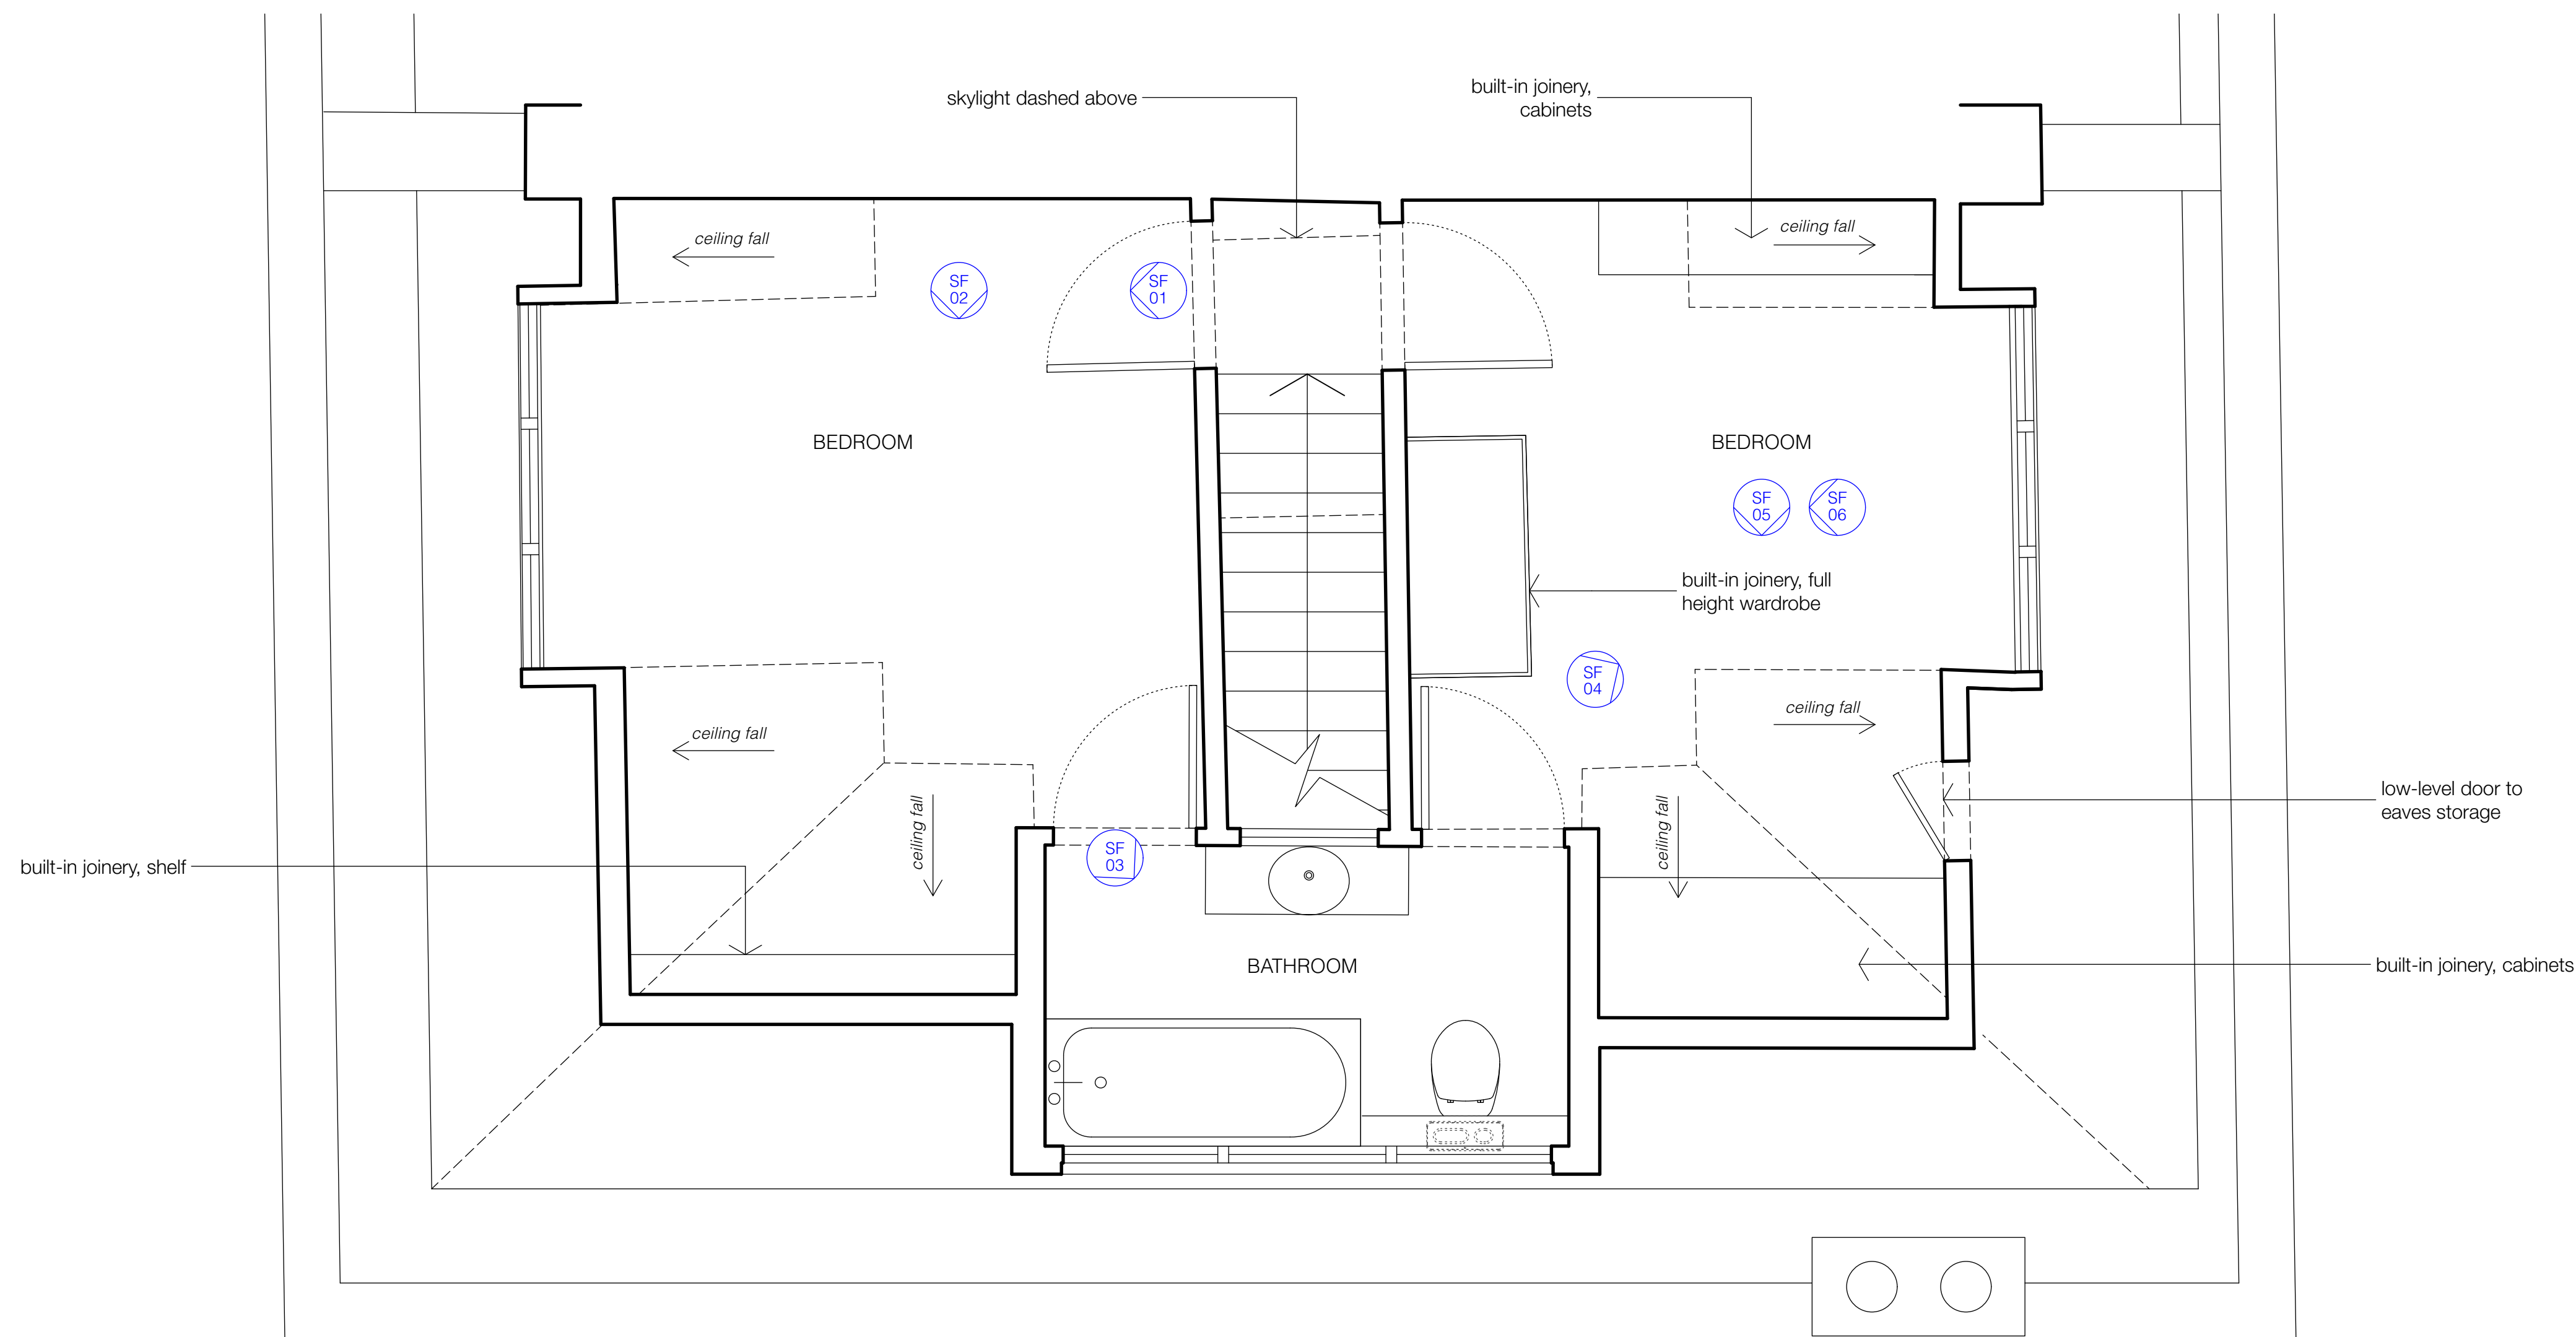 built-in joinery,
cabinets
skylight dashed above
ceiling fall
ceiling fall
SF
02
SF
01
BEDROOM
BEDROOM
SF
05
SF
06
built-in joinery, full
height wardrobe
SF
04
ceiling fall
ceiling fall
low-level door to
eaves storage
ceiling fall
ceiling fall
SF
03
built-in joinery, shelf
BATHROOM
built-in joinery, cabinets